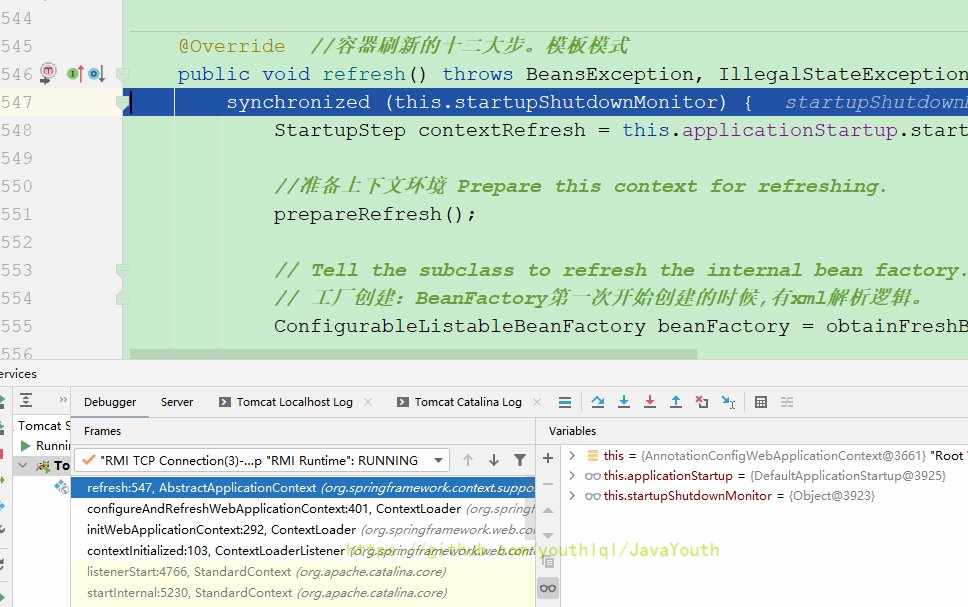 544
545 @Override //容器刷新的十二大步。模板模式
546 public void refresh() throws BeansException, IllegalStateException
547 synchronized (this.startupShutdownMonitor) { startupShutdown
548 StartupStep contextRefresh = this.applicationStartup.start
549
550 //准备上下文环境 Prepare this context for refreshing.
551 prepareRefresh();
552
553 // Tell the subclass to refresh the internal bean factory.
554 // 工厂创建：BeanFactory第一次开始创建的时候,有xml解析逻辑。
555 ConfigurableListableBeanFactory beanFactory = obtainFreshB
556
ervices
Debugger Server Tomcat Localhost Log Tomcat Catalina Log
Tomcat S
Frames Variables
Runni
To
"RMI TCP Connection(3)-...p "RMI Runtime": RUNNING
this = {AnnotationConfigWebApplicationContext@3661} "Root
this.applicationStartup = {DefaultApplicationStartup@3925}
this.startupShutdownMonitor = {Object@3923}
refresh:547, AbstractApplicationContext (org.springframework.context.suppo
configureAndRefreshWebApplicationContext:401, ContextLoader (org.springf
initWebApplicationContext:292, ContextLoader (org.springframework.web.co
contextInitialized:103, ContextLoaderListener (org.springframework.web.cont
https://github.com/youthlql/JavaYouth
listenerStart:4766, StandardContext (org.apache.catalina.core)
startInternal:5230, StandardContext (org.apache.catalina.core)